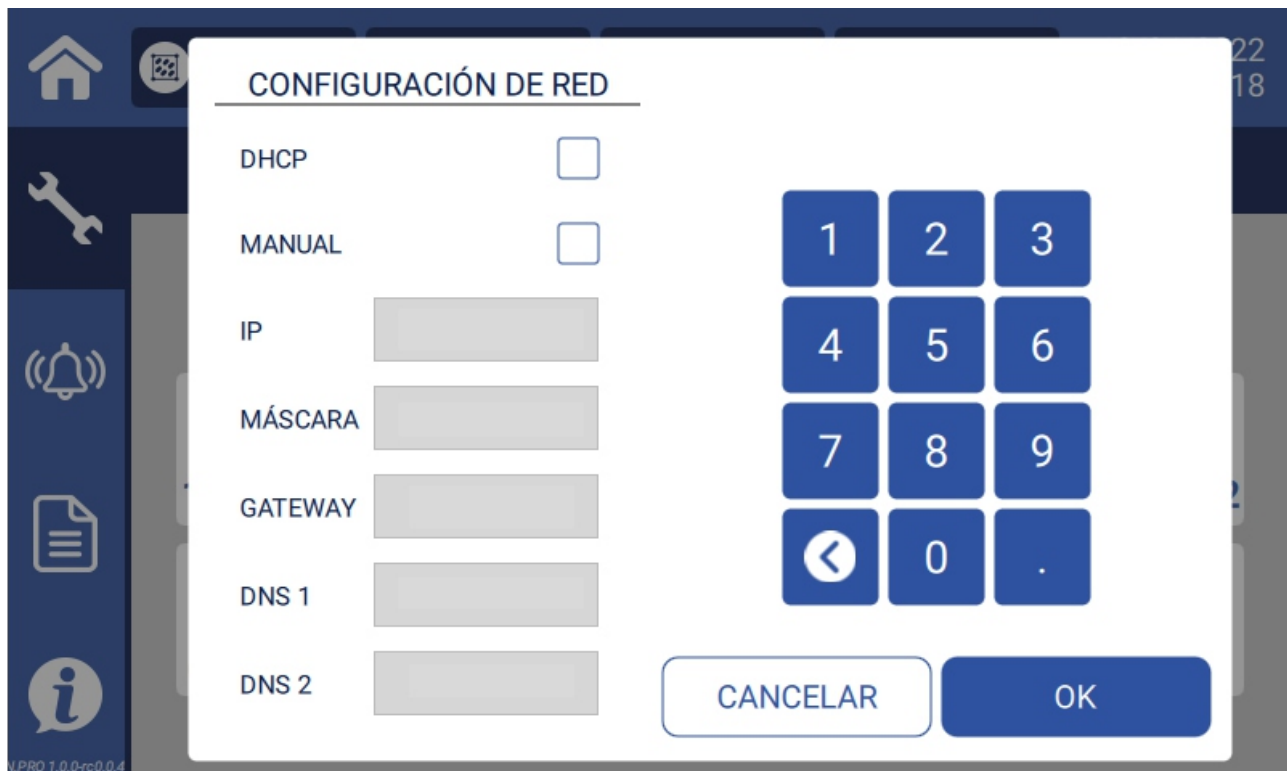 22
18
CONFIGURACIÓN DE RED
DHCP
MANUAL
IP
MÁSCARA
GATEWAY
DNS 1
DNS 2
1 2 3
4 5 6
7 8 9
0 .
CANCELAR OK
N PRO 1.0.0-rc0.0.4